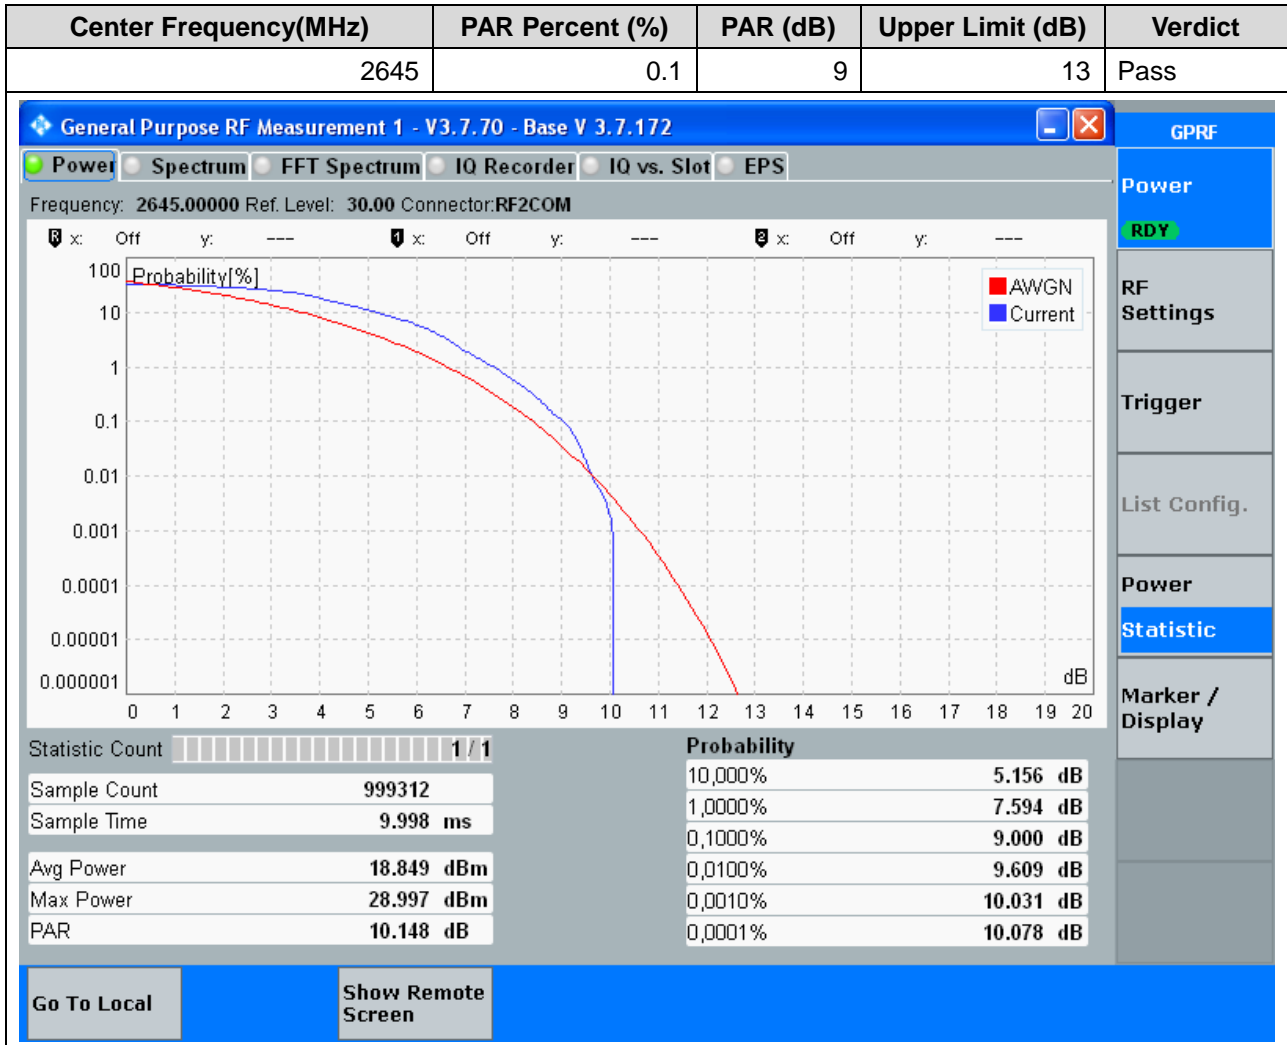 Center Frequency(MHz) PAR Percent (%) PAR (dB) Upper Limit (dB) Verdict
2645 0.1 9 13 Pass
General Purpose RF Measurement 1 - V3.7.70 - Base V 3.7.172
GPRF
Power Spectrum FFT Spectrum IQ Recorder IQ vs. Slot EPS
Power
RDY
Frequency: 2645.00000 Ref. Level: 30.00 Connector:RF2COM
R x: Off y: --- 1 x: Off y: --- 2 x: Off y: ---
100 Probability[%]
AWGN
Current
RF
Settings
10
1
Trigger
0.1
0.01
List Config.
0.001
0.0001
Power
0.00001
Statistic
0.000001
dB
Marker /
Display
0 1 2 3 4 5 6 7 8 9 10 11 12 13 14 15 16 17 18 19 20
Statistic Count 1 / 1
Sample Count 999312
Sample Time 9.998 ms
Avg Power 18.849 dBm
Max Power 28.997 dBm
PAR 10.148 dB
Probability
10,000% 5.156 dB
1,0000% 7.594 dB
0,1000% 9.000 dB
0,0100% 9.609 dB
0,0010% 10.031 dB
0,0001% 10.078 dB
Go To Local
Show Remote
Screen